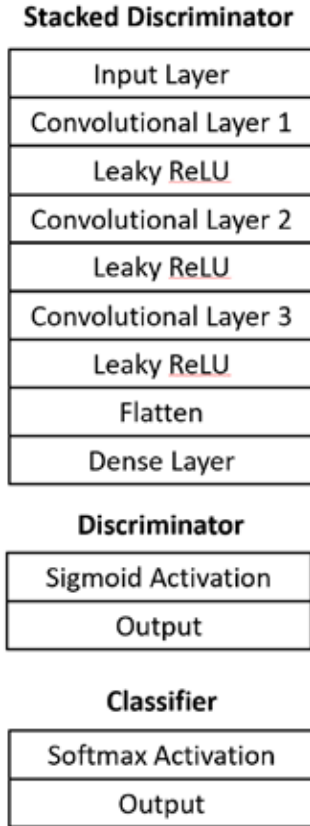 Stacked Discriminator
Input Layer
Convolutional Layer 1
Leaky ReLU
Convolutional Layer 2
Leaky ReLU
Convolutional Layer 3
Leaky ReLU
Flatten
Dense Layer
Discriminator
Sigmoid Activation
Output
Classifier
Softmax Activation
Output